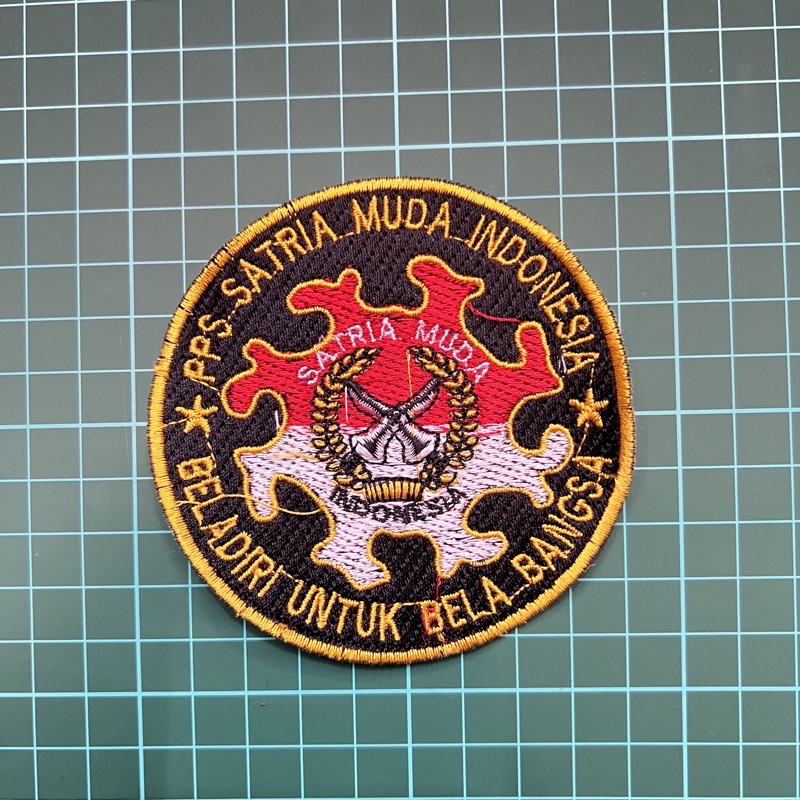 PPS SATRIA MUDA INDONESIA
SATRIA MUDA
INDONESIA
BELADIRI UNTUK BELA BANGSA